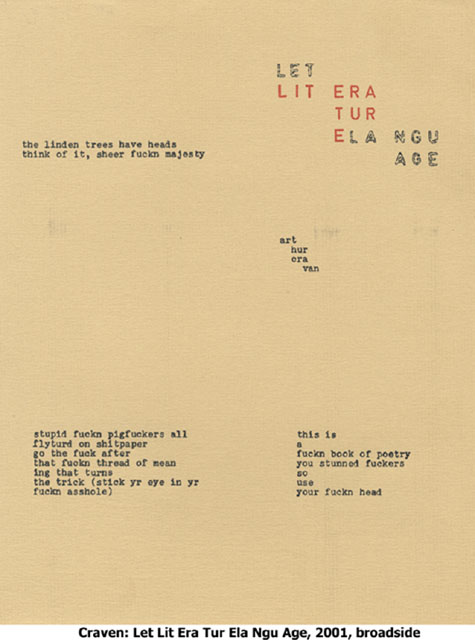 LET
LIT ERA
TUR
ELA NGU
AGE
the linden trees have heads
think of it, sheer fuckn majesty
art
hur
cra
van
stupid fuckn pigfuckers all
flyturd on shitpaper
go the fuck after
that fuckn thread of mean
ing that turns
the trick (stick yr eye in yr
fuckn asshole)
this is
a
fuckn book of poetry
you stunned fuckers
so
use
your fuckn head
Craven: Let Lit Era Tur Ela Ngu Age, 2001, broadside